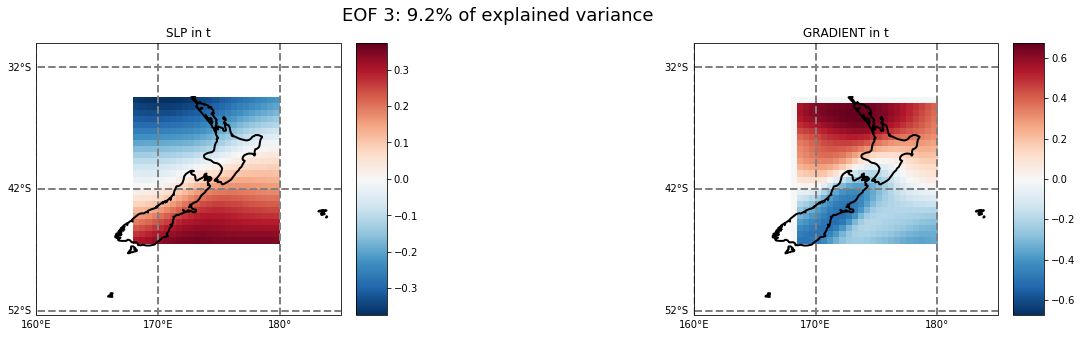 EOF 3: 9.2% of explained variance
SLP in t
32°S
42°S
52°S
160°E
170°E
180°
0.3
0.2
0.1
0.0
−0.1
−0.2
−0.3
GRADIENT in t
32°S
42°S
52°S
160°E
170°E
180°
0.6
0.4
0.2
0.0
−0.2
−0.4
−0.6